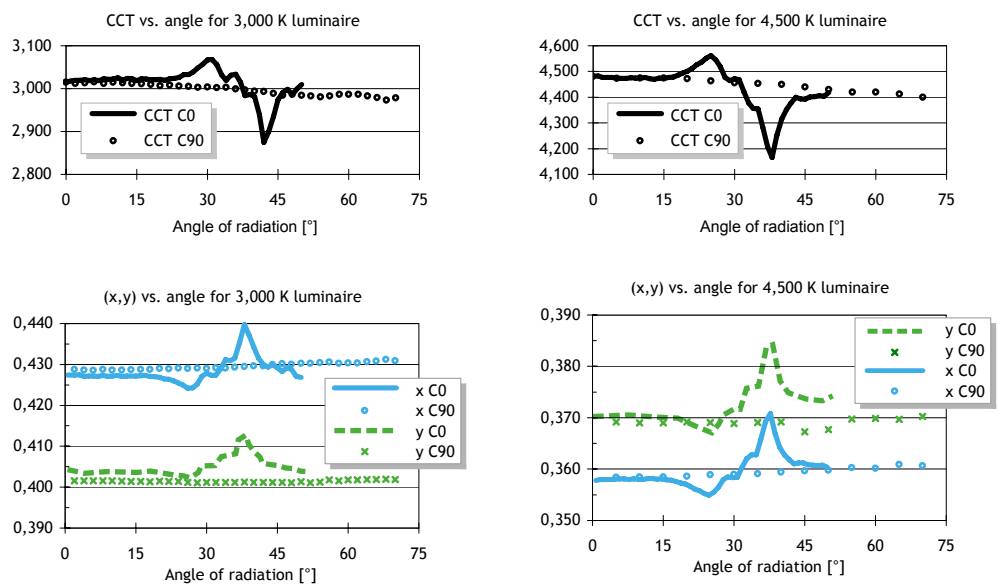 CCT vs. angle for 3,000 K luminaire
3,100
3,000
2,900
2,800
CCT C0
CCT C90
0 15 30 45 60 75
Angle of radiation [°]
CCT vs. angle for 4,500 K luminaire
4,600
4,500
4,400
4,300
4,200
4,100
CCT C0
CCT C90
0 15 30 45 60 75
Angle of radiation [°]
(x,y) vs. angle for 3,000 K luminaire
0,440
0,430
0,420
0,410
0,400
0,390
x C0
x C90
y C0
y C90
0 15 30 45 60 75
Angle of radiation [°]
(x,y) vs. angle for 4,500 K luminaire
0,390
0,380
0,370
0,360
0,350
y C0
y C90
x C0
x C90
0 15 30 45 60 75
Angle of radiation [°]